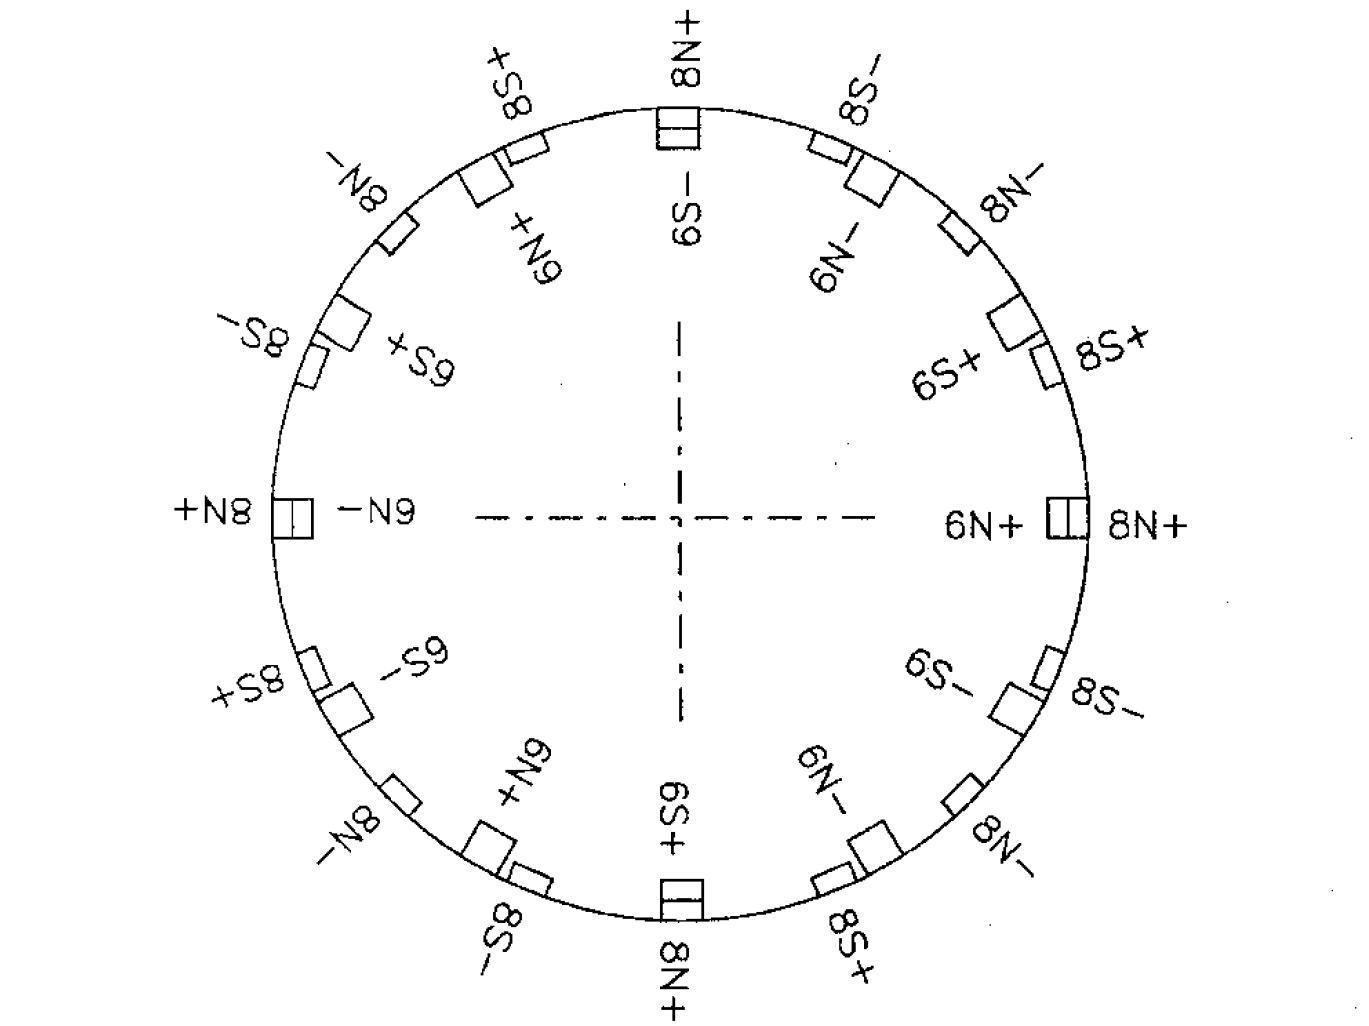 8N+
8S+
8S-
8N-
8N-
6S-
6N+
6N-
8S-
8S+
6S+
6S+
8N+
6N-
6N+
8N+
6S-
6S-
8S+
8S-
6N+
6N-
6S+
8N-
8N-
8S-
8S+
8N+